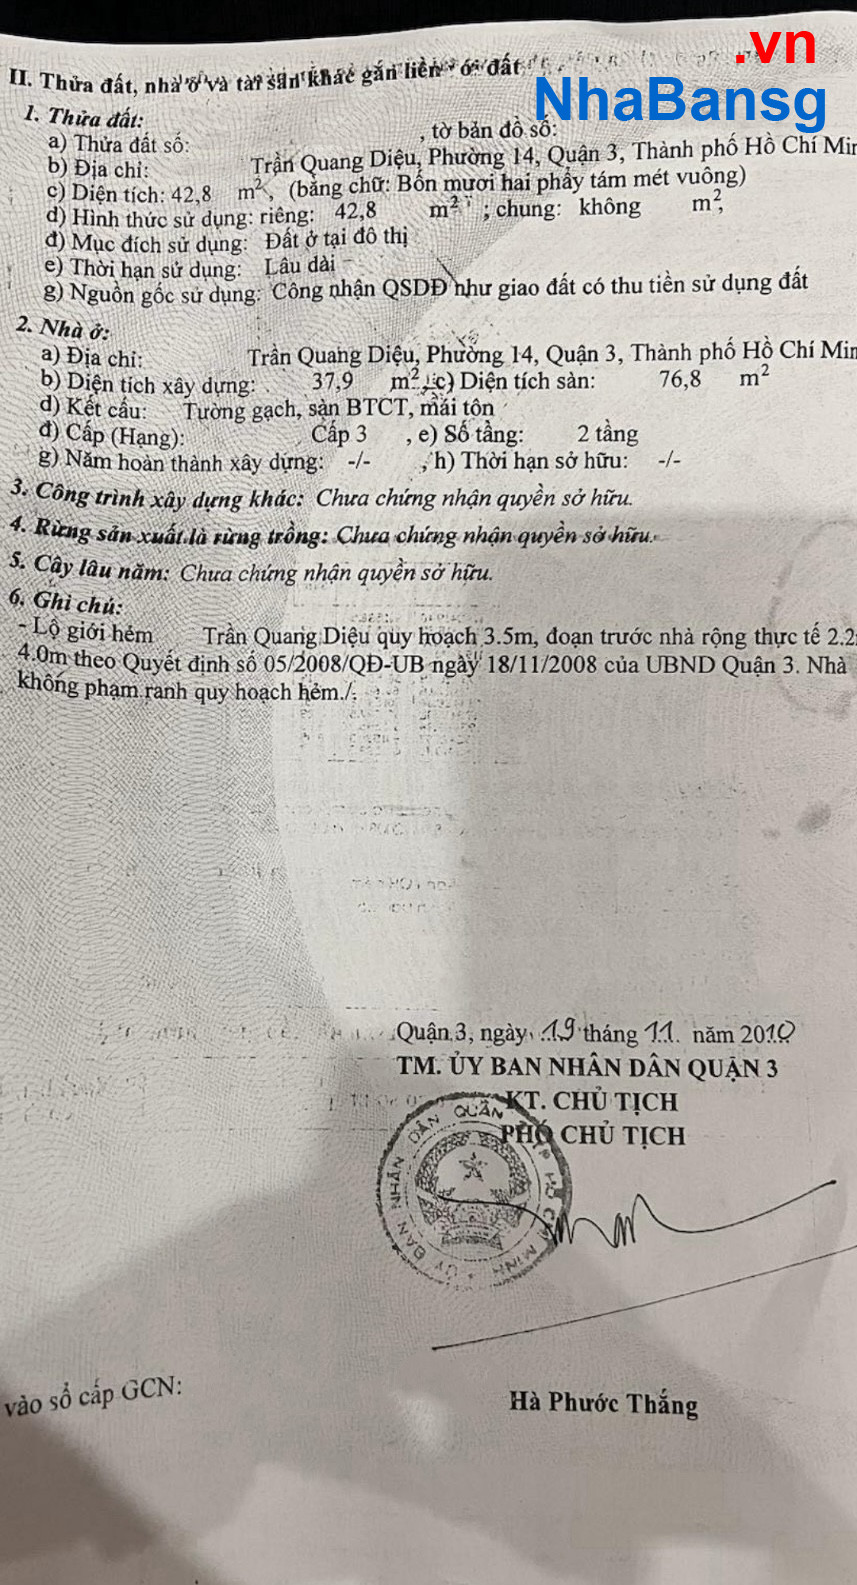 .vn
NhaBansg
II. Thửa đất, nhà ở và tài sản khác gắn liền với đất
1. Thửa đất:
a) Thửa đất số: , tờ bản đồ số:
b) Địa chỉ: Trần Quang Diệu, Phường 14, Quận 3, Thành phố Hồ Chí Min
c) Diện tích: 42,8 m², (bằng chữ: Bốn mươi hai phẩy tám mét vuông)
d) Hình thức sử dụng: riêng: 42,8 m² ; chung: không m²,
đ) Mục đích sử dụng: Đất ở tại đô thị
e) Thời hạn sử dụng: Lâu dài
g) Nguồn gốc sử dụng: Công nhận QSDĐ như giao đất có thu tiền sử dụng đất
2. Nhà ở:
a) Địa chỉ: Trần Quang Diệu, Phường 14, Quận 3, Thành phố Hồ Chí Min
b) Diện tích xây dựng: 37,9 m², c) Diện tích sàn: 76,8 m²
d) Kết cấu: Tường gạch, sàn BTCT, mái tôn
đ) Cấp (Hạng): Cấp 3 , e) Số tầng: 2 tầng
g) Năm hoàn thành xây dựng: -/- , h) Thời hạn sở hữu: -/-
3. Công trình xây dựng khác: Chưa chứng nhận quyền sở hữu.
4. Rừng sản xuất là rừng trồng: Chưa chứng nhận quyền sở hữu.
5. Cây lâu năm: Chưa chứng nhận quyền sở hữu.
6. Ghi chú:
- Lộ giới hẻm Trần Quang Diệu quy hoạch 3.5m, đoạn trước nhà rộng thực tế 2.2
4.0m theo Quyết định số 05/2008/QĐ-UB ngày 18/11/2008 của UBND Quận 3. Nhà
không phạm ranh quy hoạch hẻm./.
Quận 3, ngày 19 tháng 11 năm 2010
TM. ỦY BAN NHÂN DÂN QUẬN 3
KT. CHỦ TỊCH
PHÓ CHỦ TỊCH
ỦY BAN NHÂN DÂN QUẬN TP HỒ CHÍ MINH
Hà Phước Thắng
vào sổ cấp GCN: